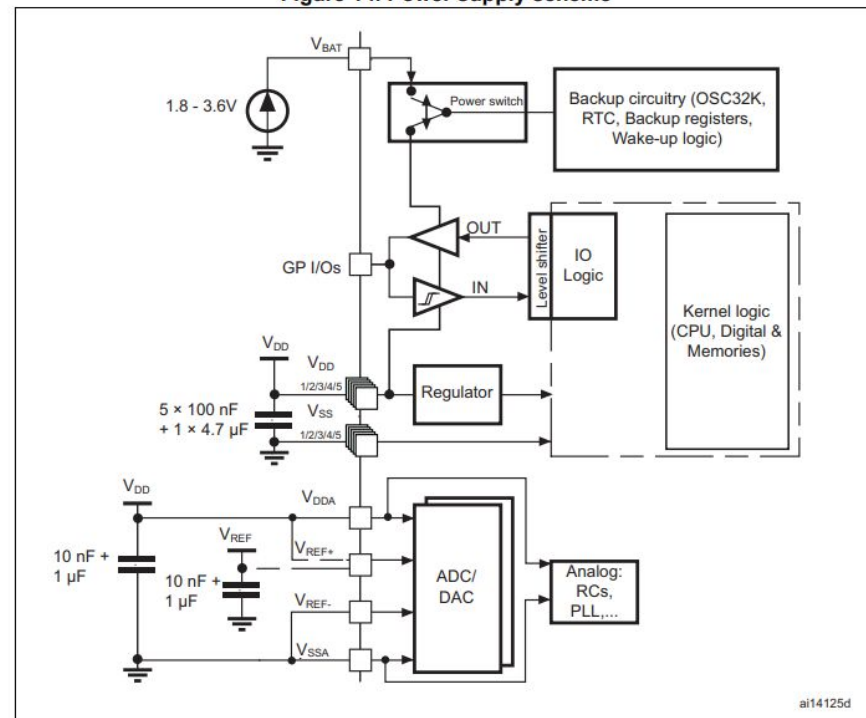 Figure 14. Power supply scheme
VBAT
1.8 - 3.6V
Power switch
Backup circuitry (OSC32K,
RTC, Backup registers,
Wake-up logic)
GP I/Os
OUT
IN
Level shifter
IO
Logic
Kernel logic
(CPU, Digital &
Memories)
VDD
VDD
1/2/3/4/5
Regulator
5 × 100 nF
+ 1 × 4.7 µF
VSS
1/2/3/4/5
VDD
VDDA
10 nF +
1 µF
VREF
10 nF +
1 µF
VREF+
VREF-
VSSA
ADC/
DAC
Analog:
RCs,
PLL,...
ai14125d